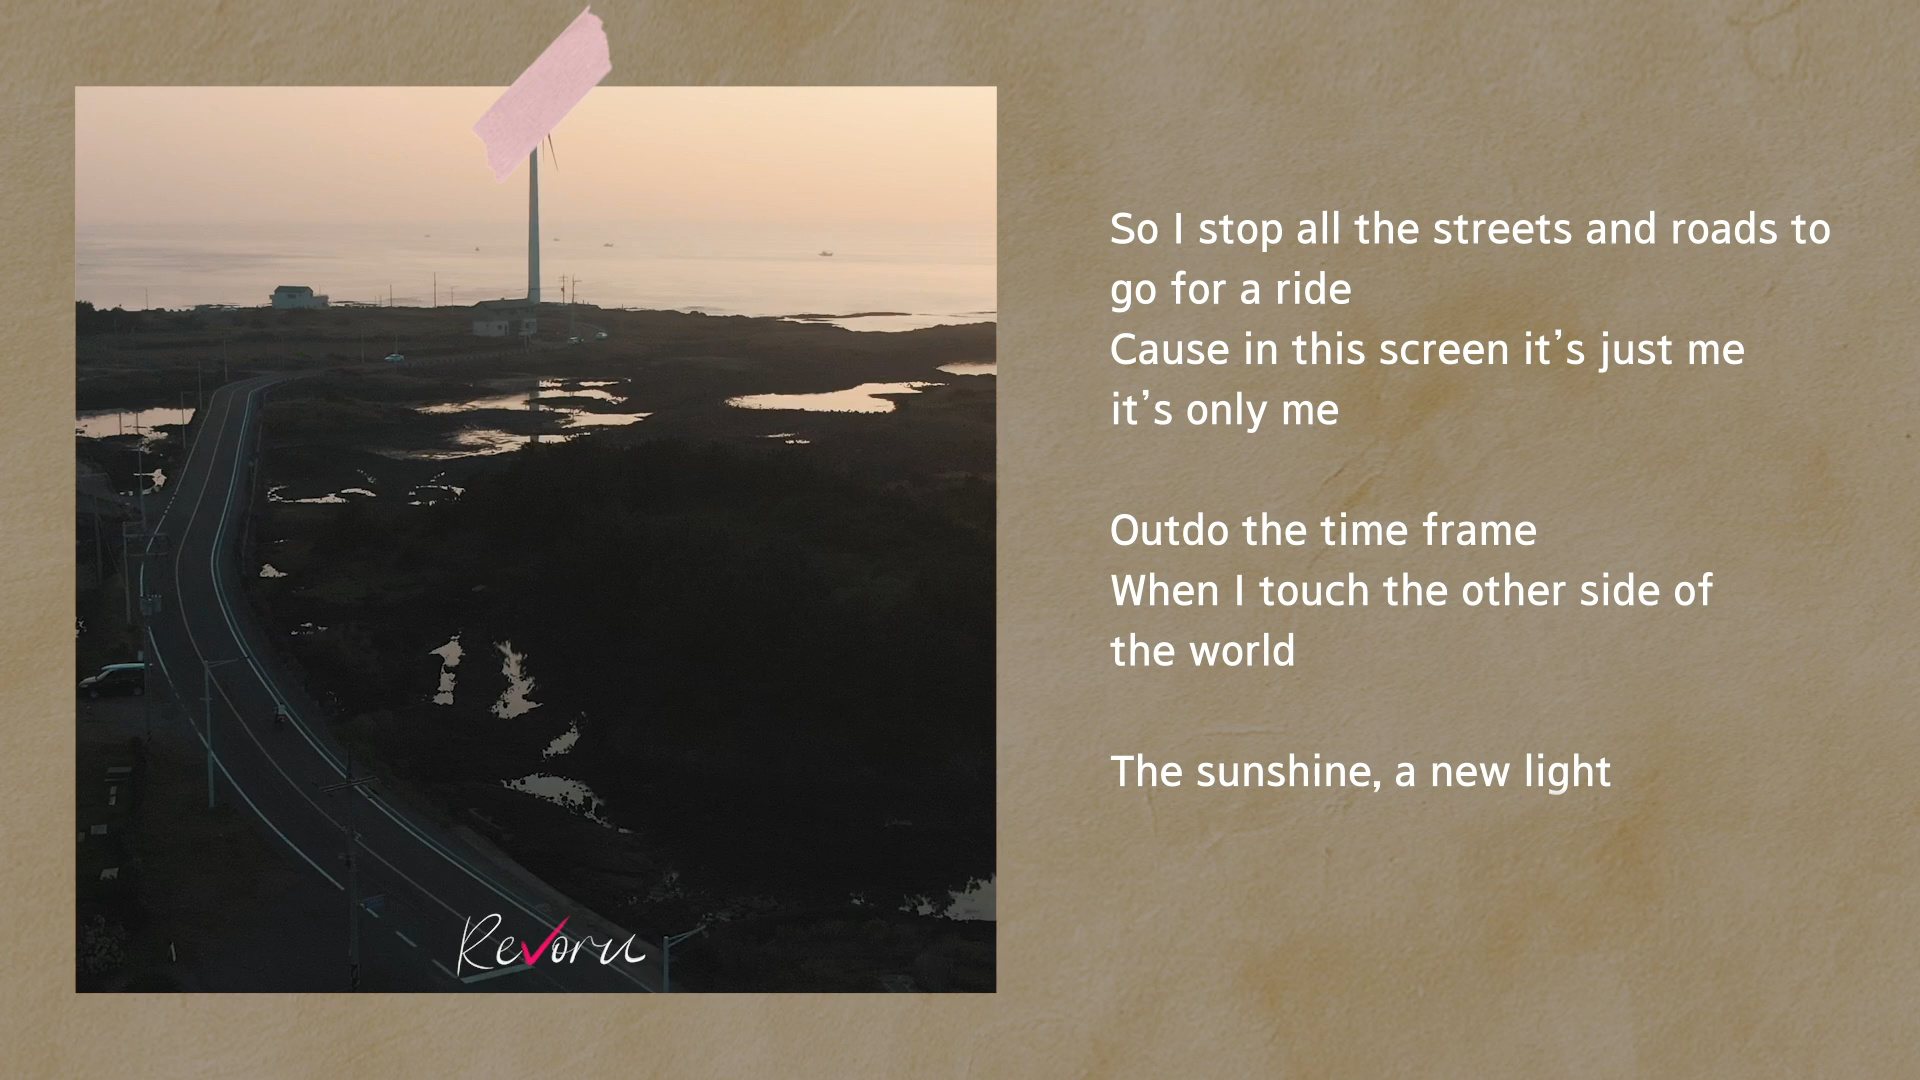 So I stop all the streets and roads to
go for a ride
Cause in this screen it’s just me
it’s only me
Outdo the time frame
When I touch the other side of
the world
The sunshine, a new light
Revoru